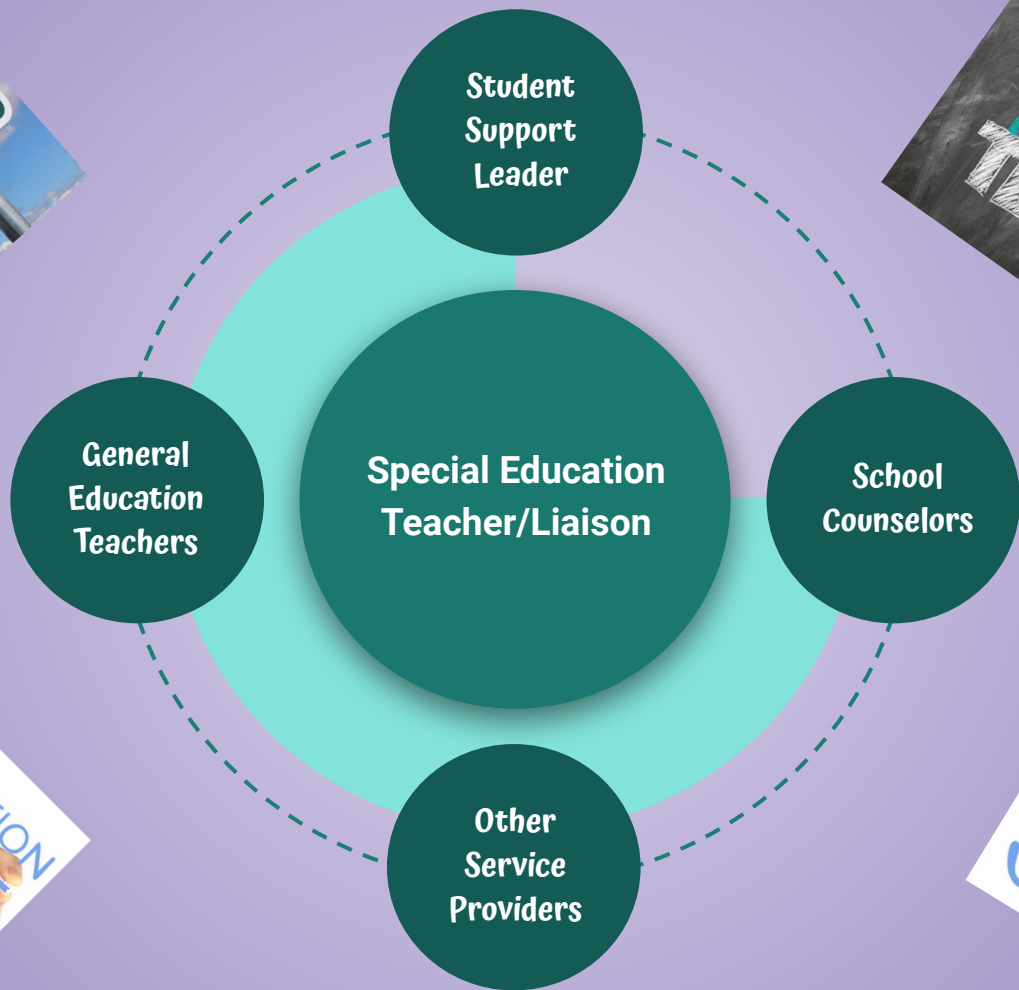 Student
Support
Leader
General
Education
Teachers
Special Education
Teacher/Liaison
School
Counselors
Other
Service
Providers